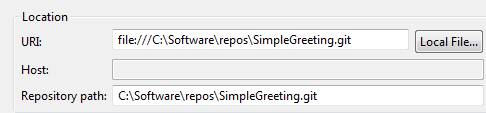 Location
URI: file:///C:\Software\repos\SimpleGreeting.git Local File...
Host:
Repository path: C:\Software\repos\SimpleGreeting.git